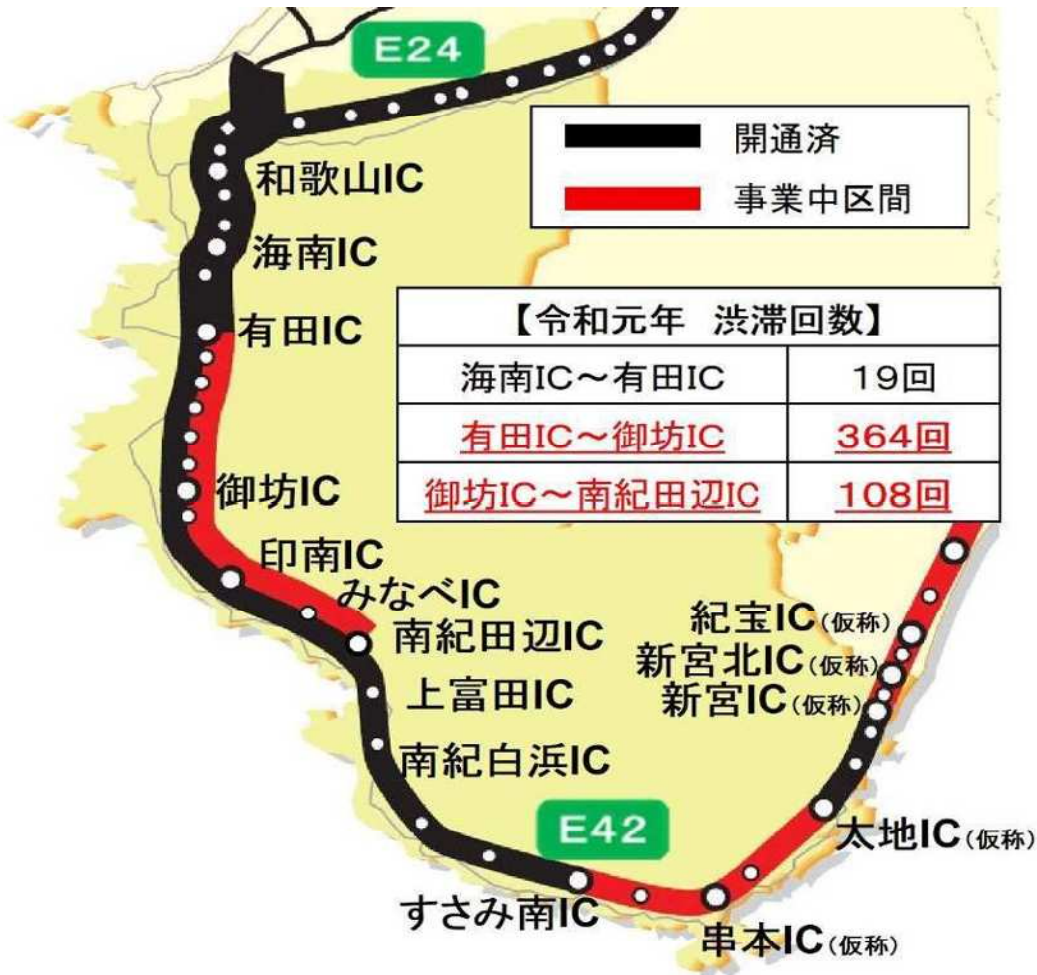 E24
開通済
事業中区間
和歌山IC
海南IC
有田IC
【令和元年 渋滞回数】
海南IC～有田IC 19回
有田IC～御坊IC 364回
御坊IC～南紀田辺IC 108回
御坊IC
印南IC
みなべIC
南紀田辺IC
上富田IC
南紀白浜IC
紀宝IC(仮称)
新宮北IC(仮称)
新宮IC(仮称)
E42
太地IC(仮称)
すさみ南IC
串本IC(仮称)